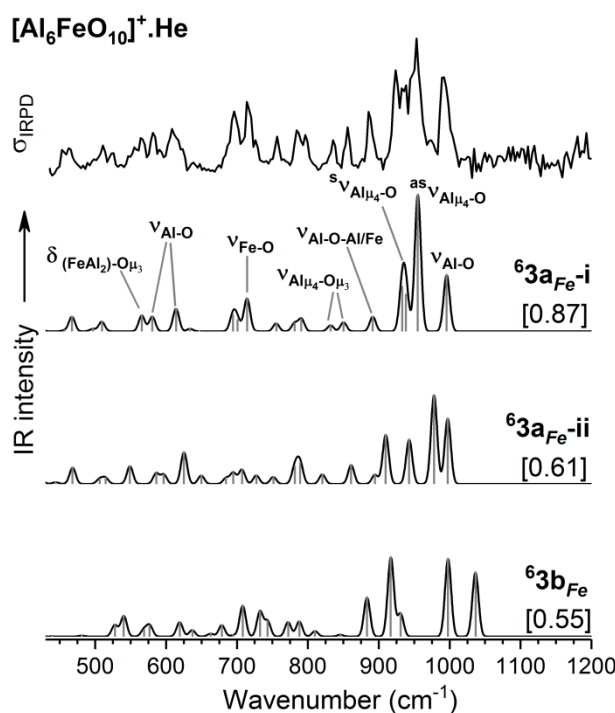 [Al₆FeO₁₀]⁺.He
σIRPD
IR intensity
δ(FeAl₂)-Oμ₃
νAl-O
νFe-O
νAl-O-Al/Fe
νAlμ₄-Oμ₃
ˢνAlμ₄-O
ᵃˢνAlμ₄-O
νAl-O
⁶3aFe-i
[0.87]
⁶3aFe-ii
[0.61]
⁶3bFe
[0.55]
500 600 700 800 900 1000 1100 1200
Wavenumber (cm⁻¹)